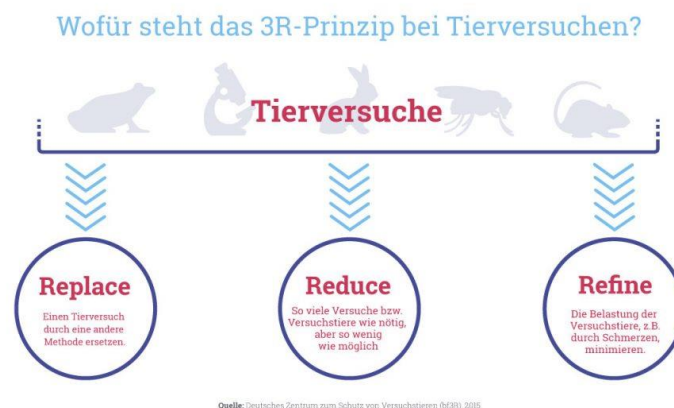 Wofür steht das 3R-Prinzip bei Tierversuchen?
Tierversuche
Replace
Einen Tierversuch
durch eine andere
Methode ersetzen.
Reduce
So viele Versuche bzw.
Versuchstiere wie nötig,
aber so wenig
wie möglich
Refine
Die Belastung der
Versuchstiere, z.B.
durch Schmerzen,
minimieren.
Quelle: Deutsches Zentrum zum Schutz von Versuchstieren (bf3R), 2015